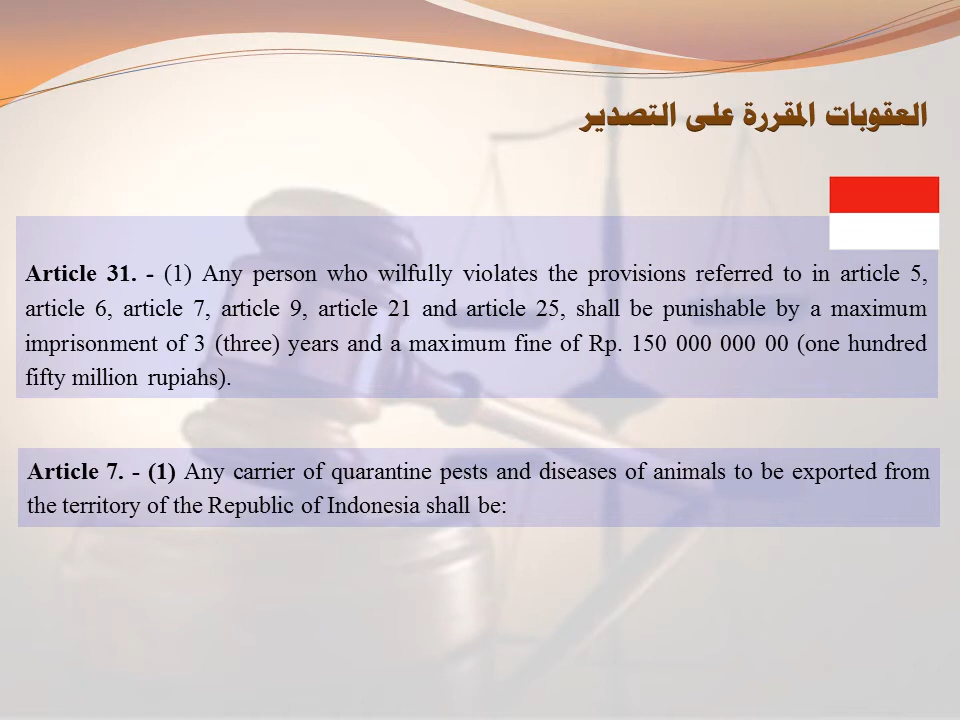 العقوبات المقررة على التصدير
Article 31. - (1) Any person who wilfully violates the provisions referred to in article 5,
article 6, article 7, article 9, article 21 and article 25, shall be punishable by a maximum
imprisonment of 3 (three) years and a maximum fine of Rp. 150 000 000 00 (one hundred
fifty million rupiahs).
Article 7. - (1) Any carrier of quarantine pests and diseases of animals to be exported from
the territory of the Republic of Indonesia shall be: